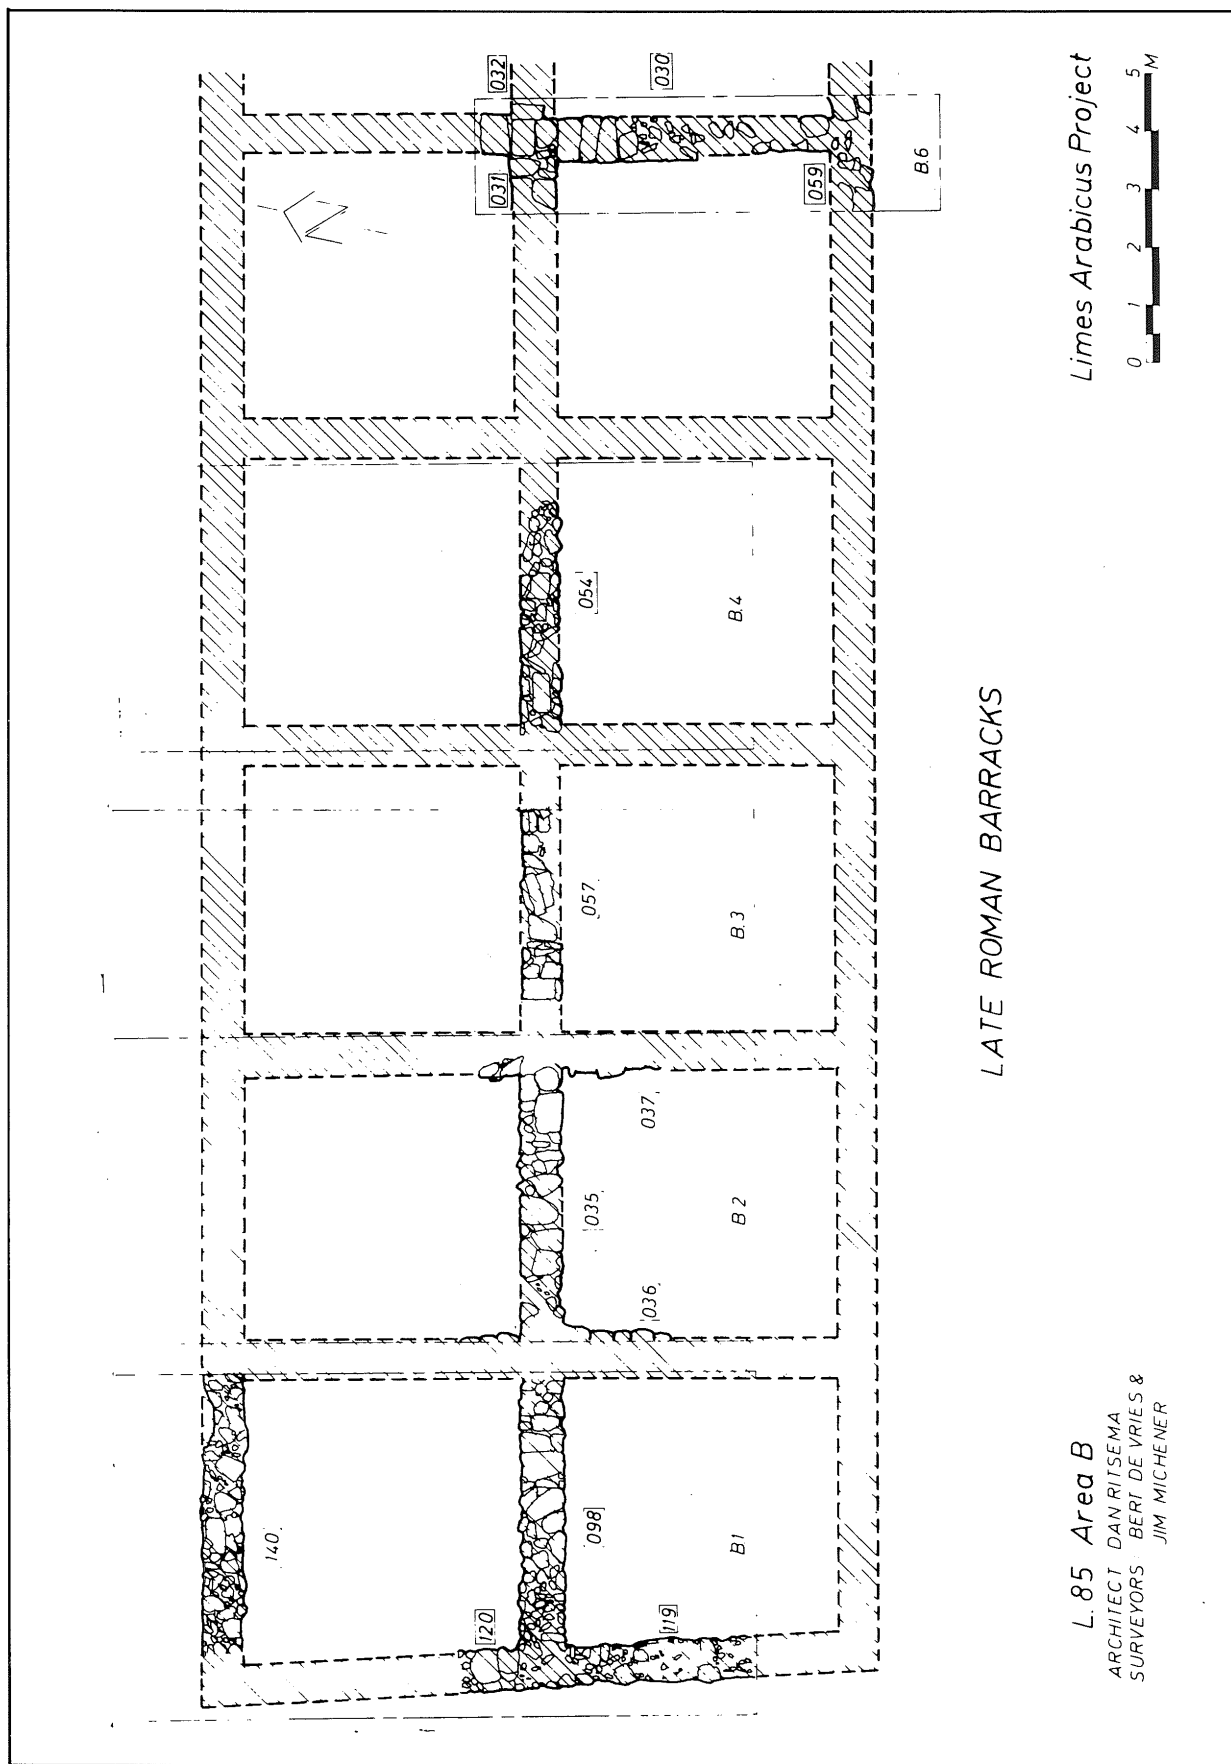 032
030
031
059
B.6
054
B.4
057
B.3
037
035
036
B2
140
098
120
119
B1
LATE ROMAN BARRACKS
L.85 Area B
ARCHITECT DAN RITSEMA
SURVEYORS: BERT DE VRIES &
JIM MICHENER
Limes Arabicus Project
0 1 2 3 4 5
M